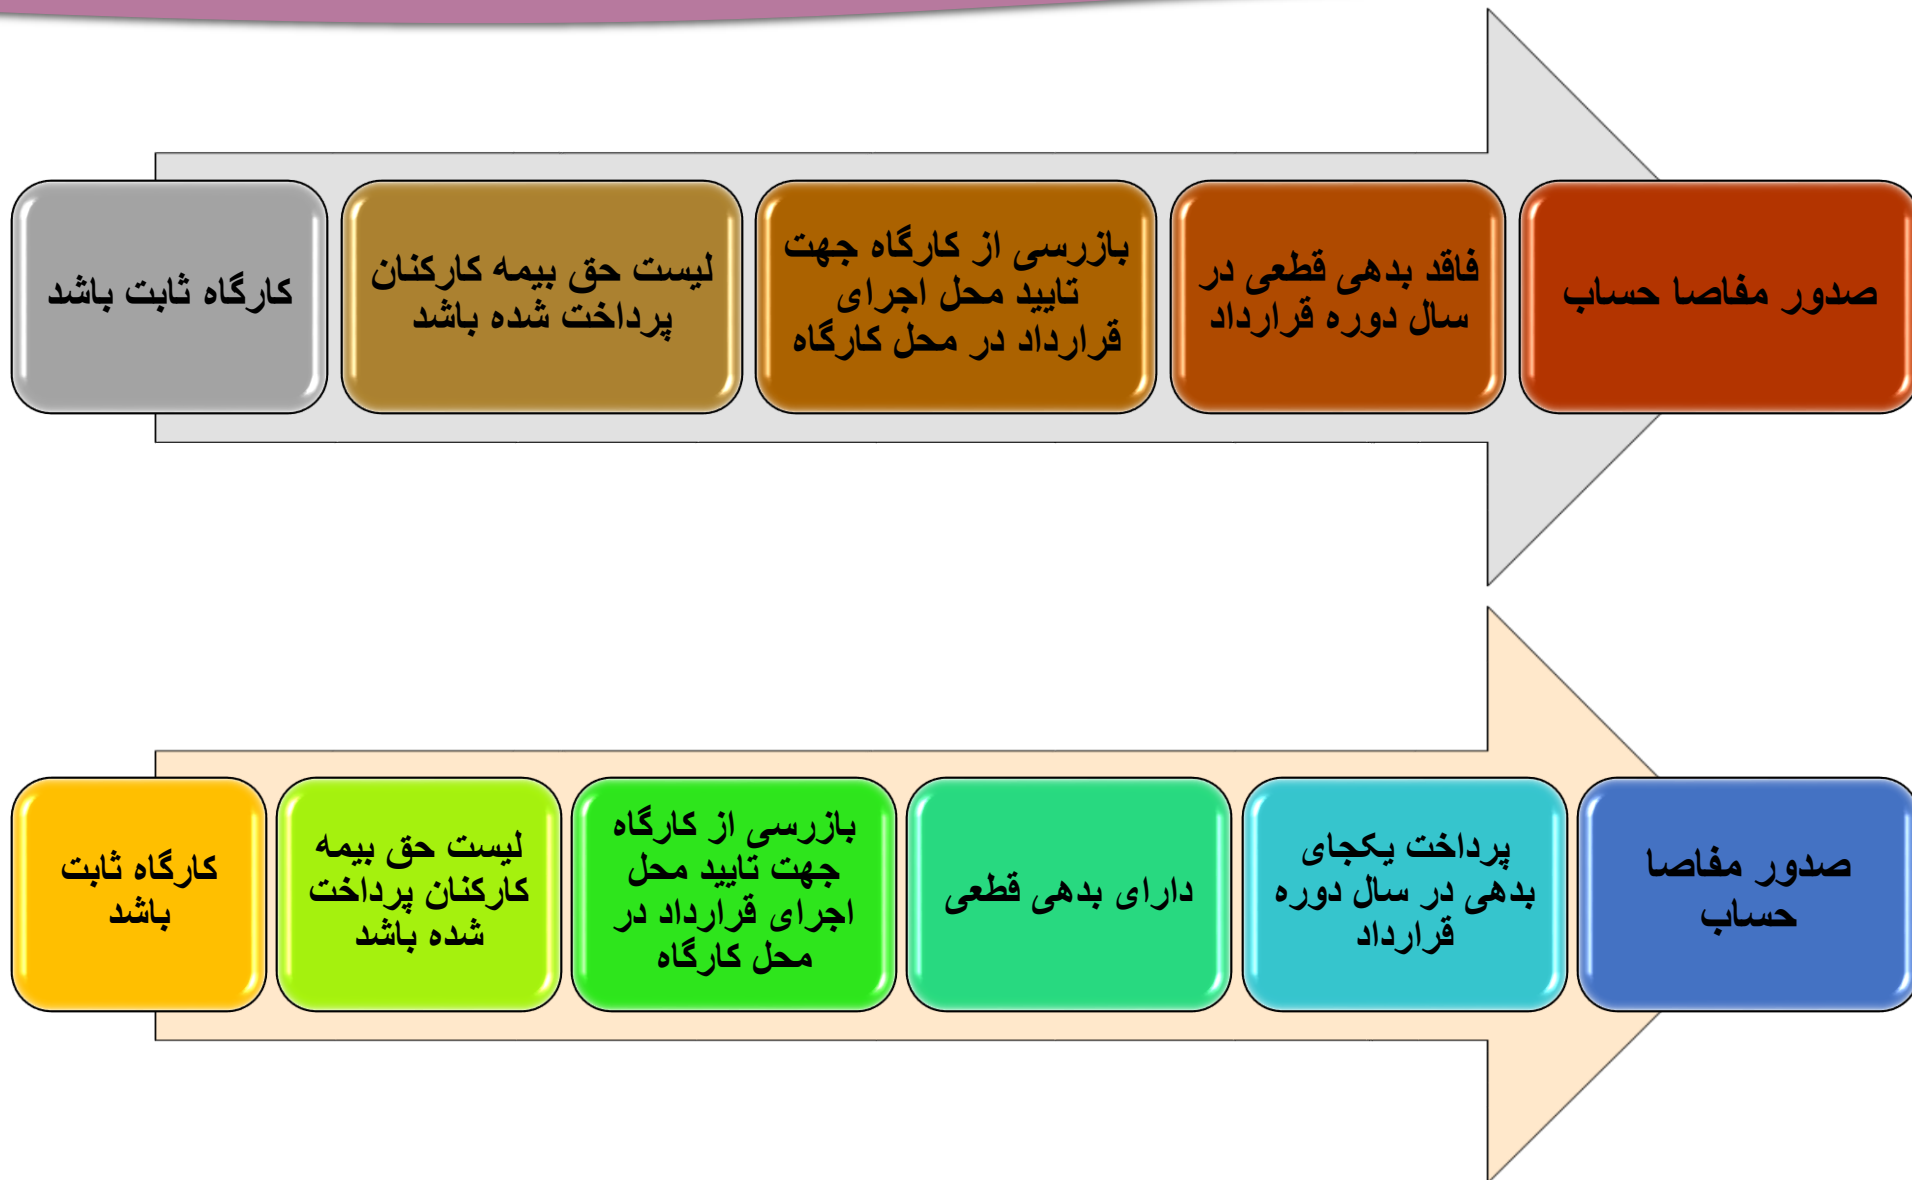 کارگاه ثابت باشد
لیست حق بیمه کارکنان
پرداخت شده باشد
بازرسی از کارگاه جهت
تایید محل اجرای
قرارداد در محل کارگاه
فاقد بدهی قطعی در
سال دوره قرارداد
صدور مفاصا حساب
کارگاه ثابت
باشد
لیست حق بیمه
کارکنان پرداخت
شده باشد
بازرسی از کارگاه
جهت تایید محل
اجرای قرارداد در
محل کارگاه
دارای بدهی قطعی
پرداخت یکجای
بدهی در سال دوره
قرارداد
صدور مفاصا
حساب